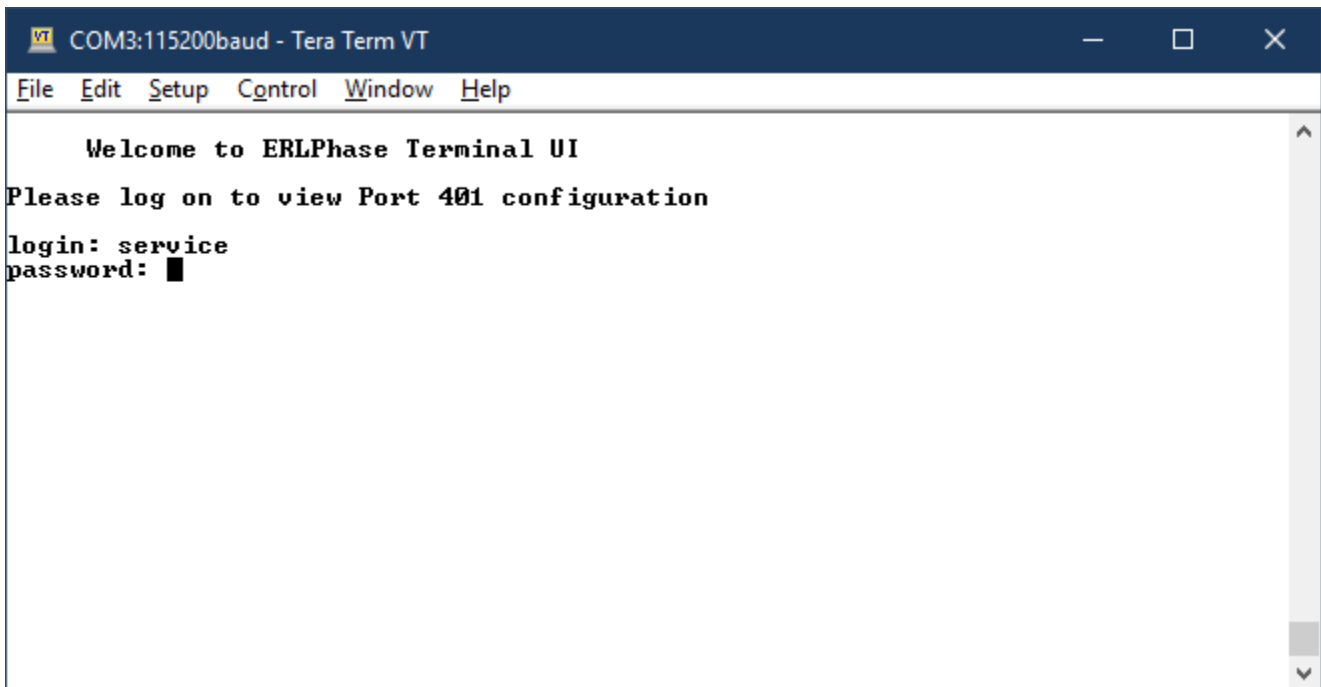 COM3:115200baud - Tera Term VT
File Edit Setup Control Window Help
Welcome to ERLPhase Terminal UI
Please log on to view Port 401 configuration
login: service
password: